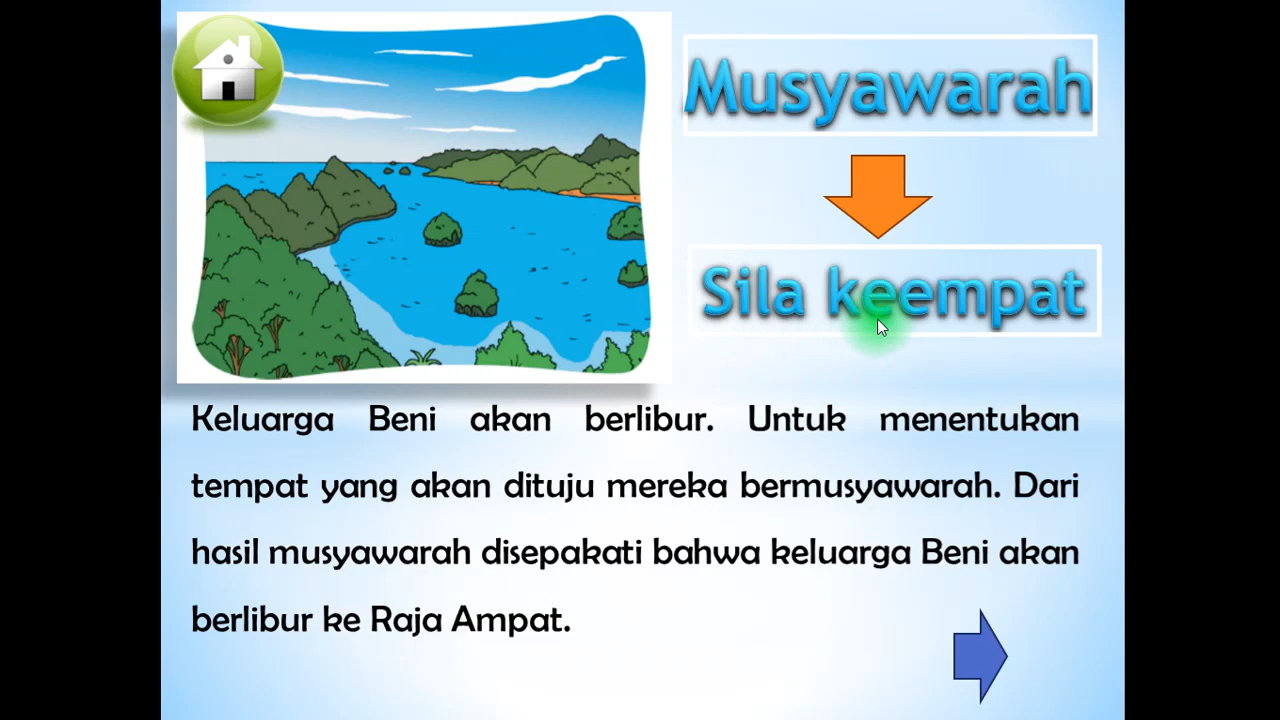 Musyawarah
Sila keempat
Keluarga Beni akan berlibur. Untuk menentukan
tempat yang akan dituju mereka bermusyawarah. Dari
hasil musyawarah disepakati bahwa keluarga Beni akan
berlibur ke Raja Ampat.